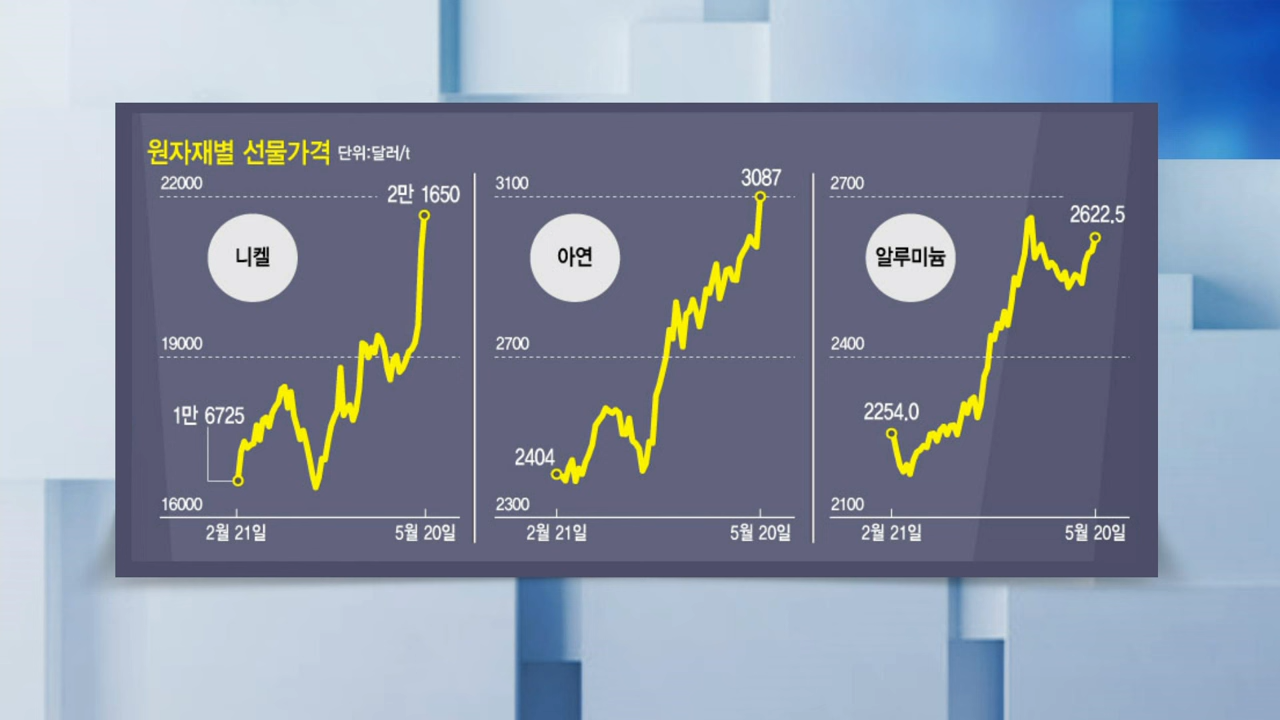 원자재별 선물가격 단위:달러/t
22000
2만 1650
니켈
19000
1만 6725
16000
2월 21일
5월 20일
3100
3087
아연
2700
2404
2300
2월 21일
5월 20일
2700
2622.5
알루미늄
2400
2254.0
2100
2월 21일
5월 20일